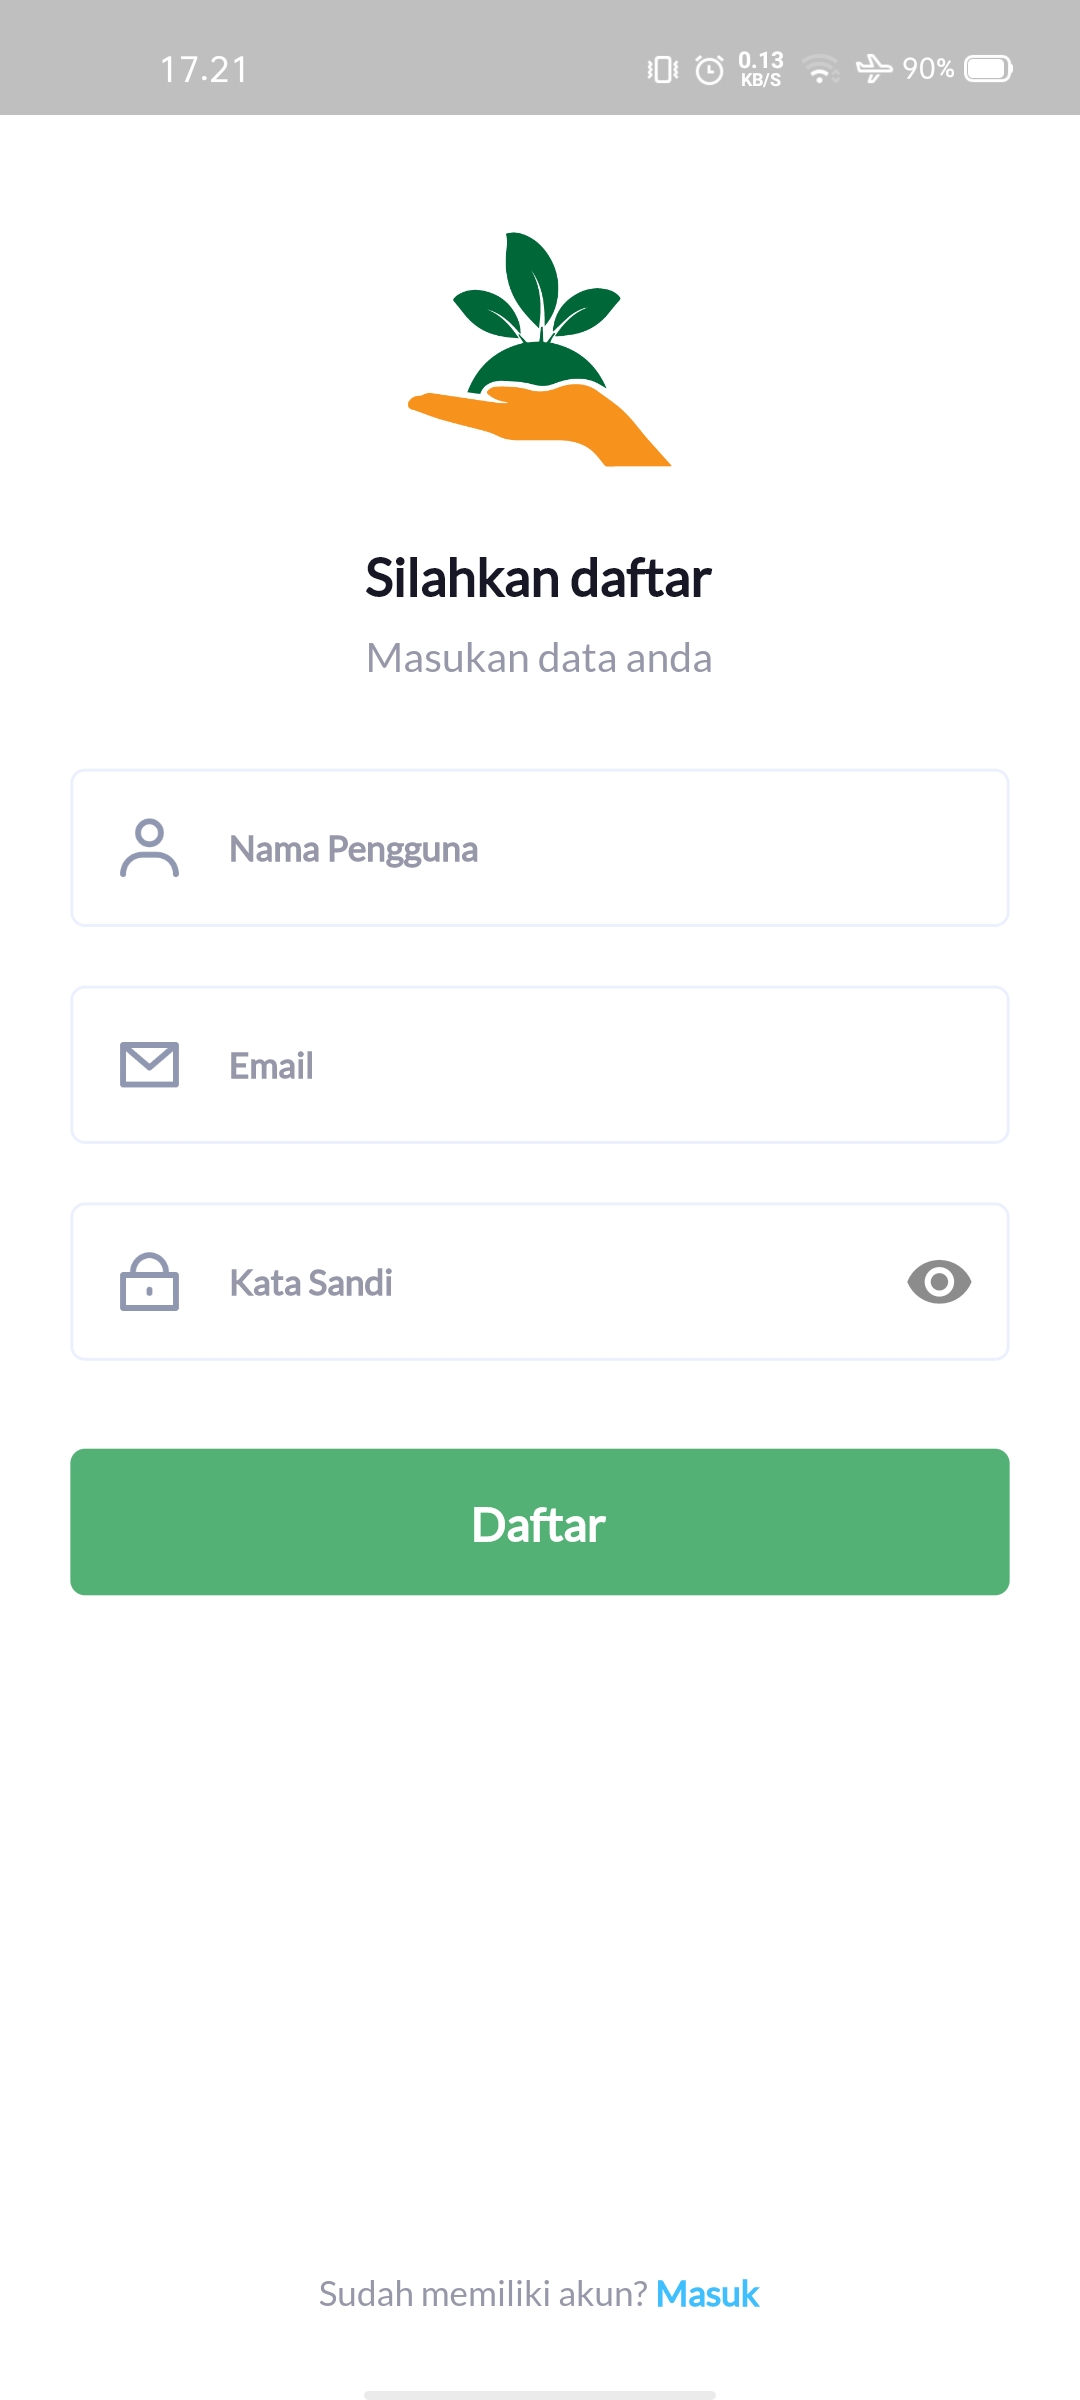 17.21
0.13
KB/S
90%
Silahkan daftar
Masukan data anda
Nama Pengguna
Email
Kata Sandi
Daftar
Sudah memiliki akun? Masuk